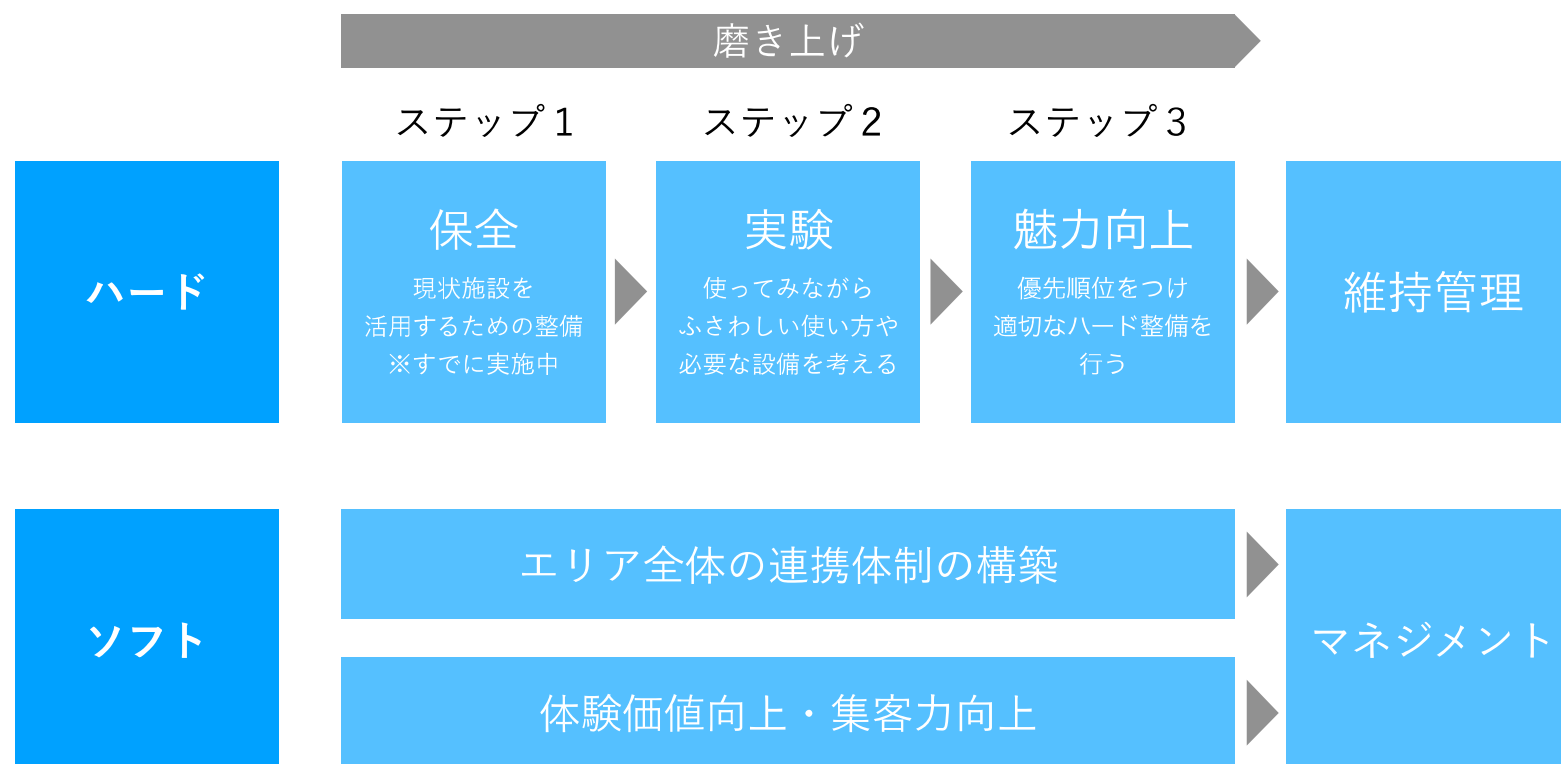 磨き上げ
ステップ 1
ステップ 2
ステップ 3
ハード
保全
現状施設を
活用するための整備
※すでに実施中
実験
使ってみながら
ふさわしい使い方や
必要な設備を考える
魅力向上
優先順位をつけ
適切なハード整備を
行う
維持管理
ソフト
エリア全体の連携体制の構築
体験価値向上・集客力向上
マネジメント